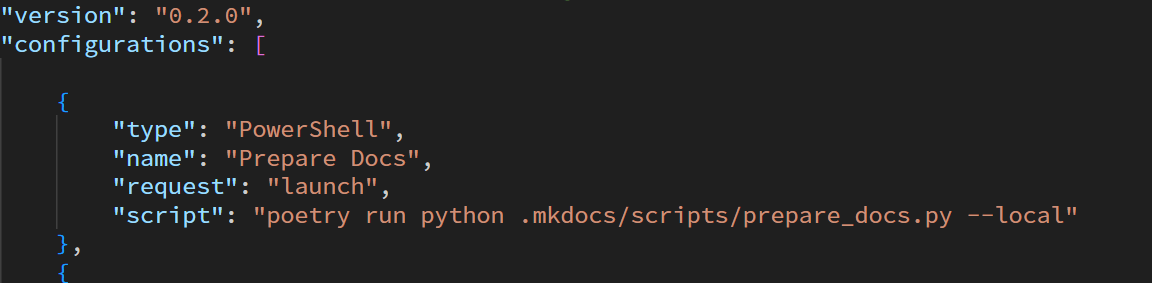 "version": "0.2.0",
"configurations": [
{
"type": "PowerShell",
"name": "Prepare Docs",
"request": "launch",
"script": "poetry run python .mkdocs/scripts/prepare_docs.py --local"
},
{